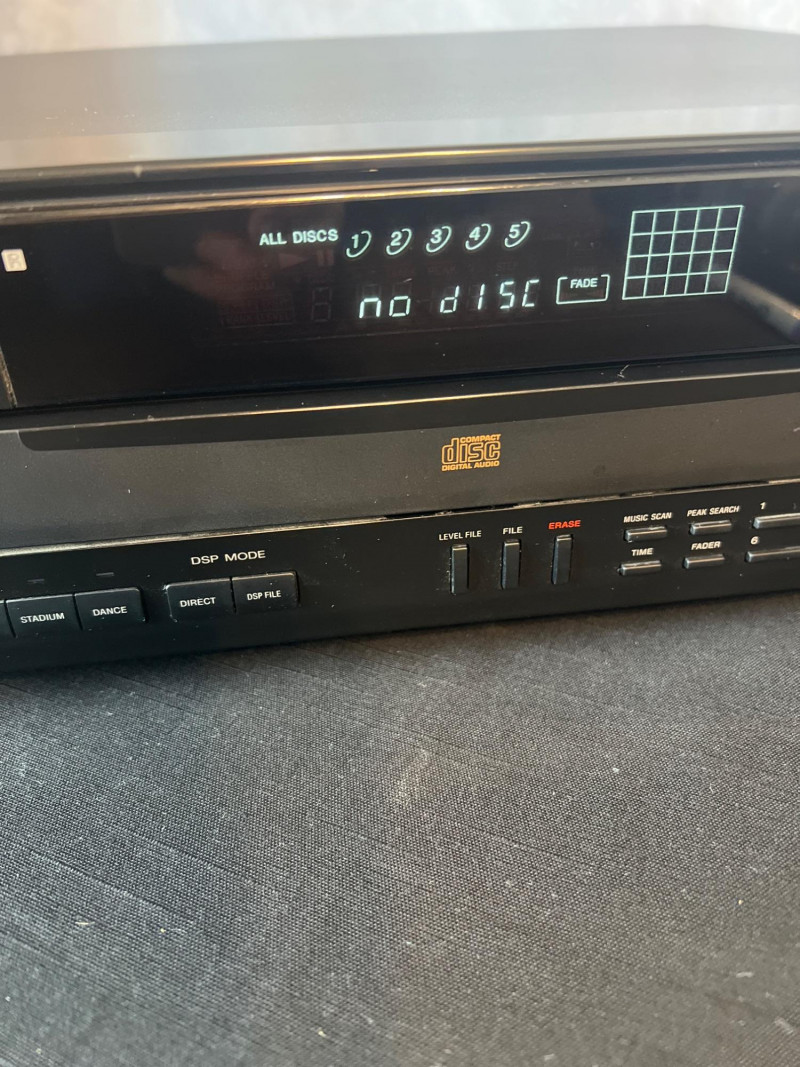 ALL DISCS 1 2 3 4 5
R
no dISC FADE
COMPACT
disc
DIGITAL AUDIO
DSP MODE
STADIUM DANCE DIRECT DSP FILE
LEVEL FILE FILE ERASE
MUSIC SCAN PEAK SEARCH 1
TIME FADER 6